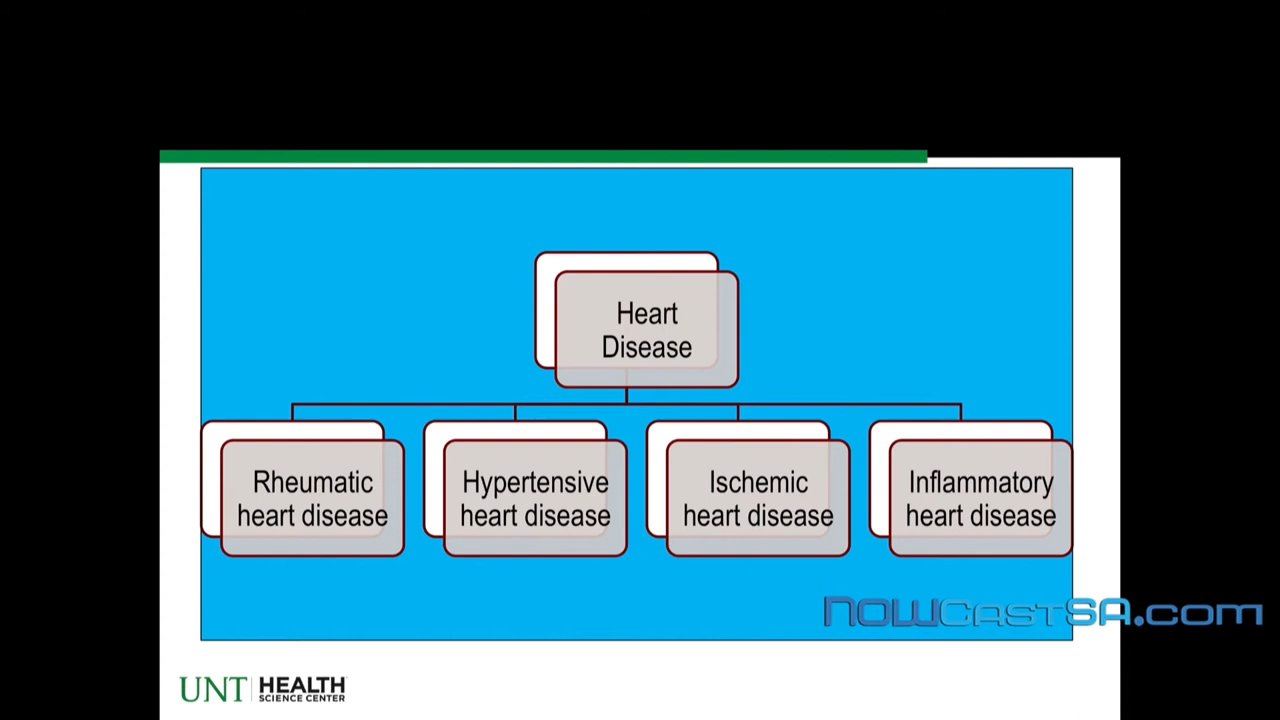 Heart
Disease
Rheumatic
heart disease
Hypertensive
heart disease
Ischemic
heart disease
Inflammatory
heart disease
NOWCASTSA.com
UNT HEALTH
SCIENCE CENTER